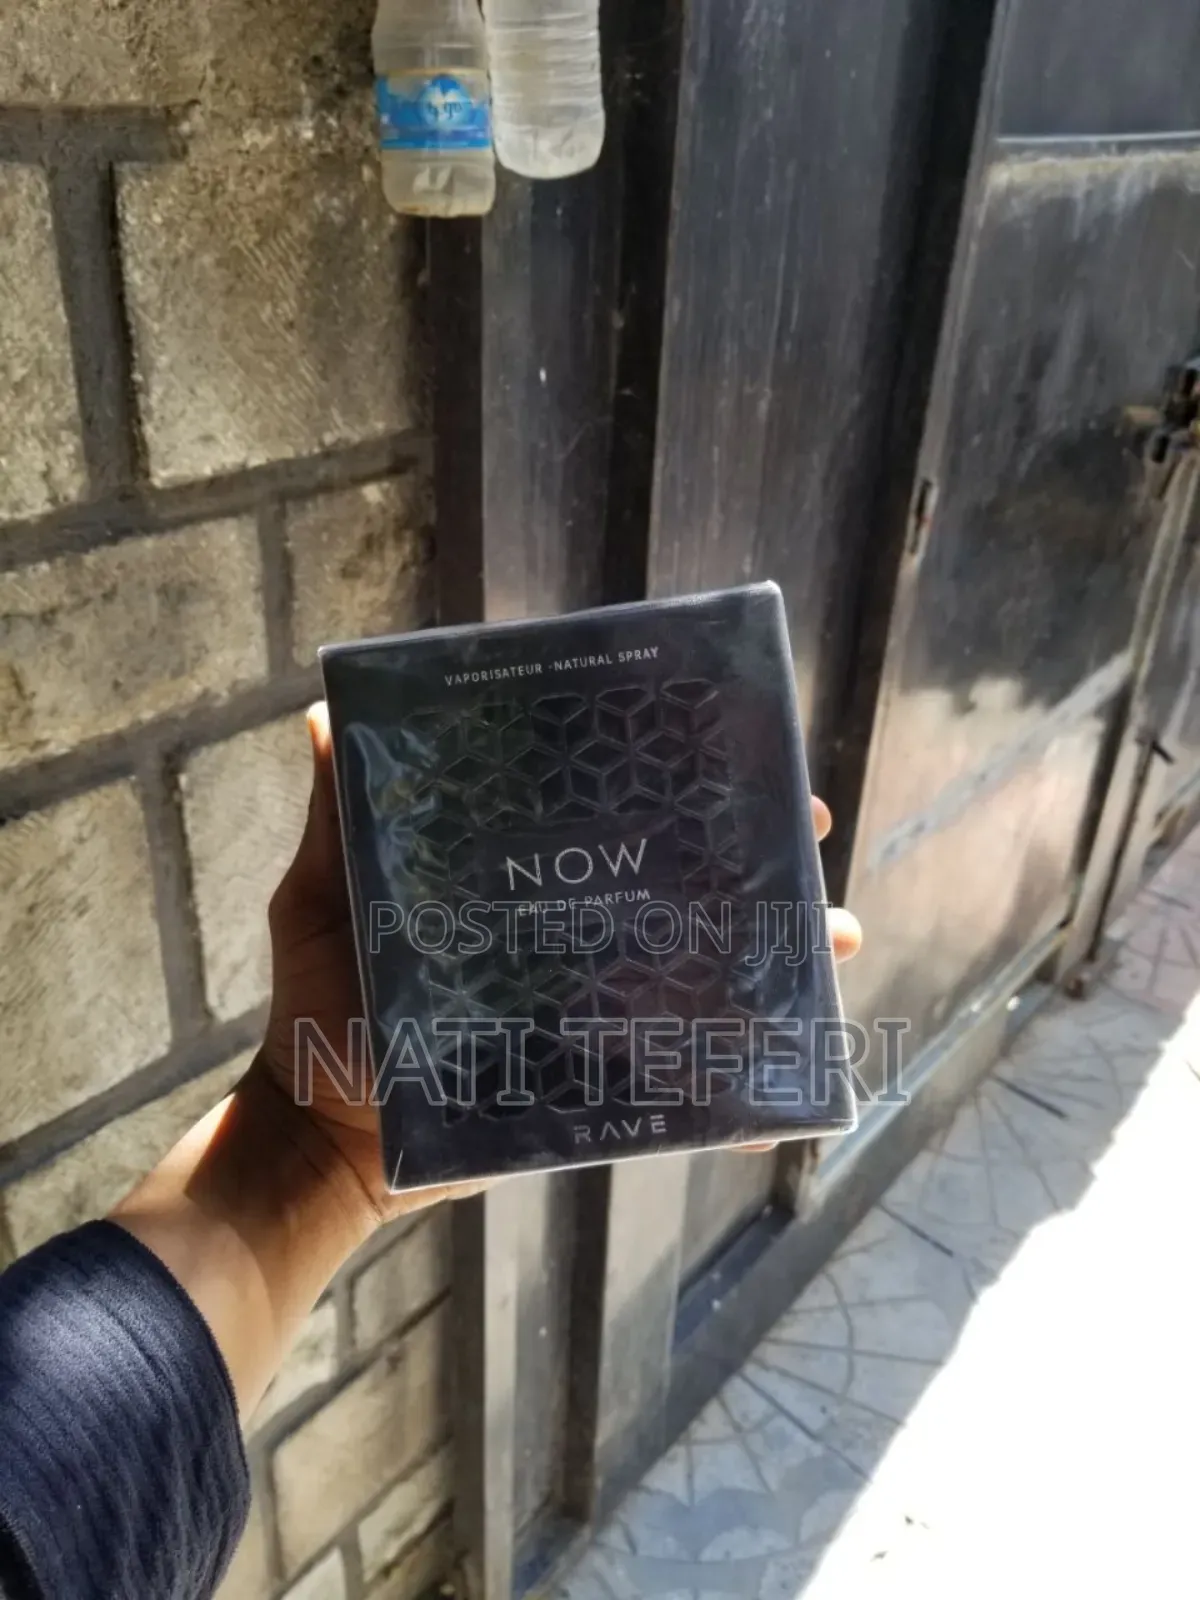 VAPORISATEUR -NATURAL SPRAY
NOW
EAU DE PARFUM
POSTED ON JIJI
NATI TEFERI
RAVE